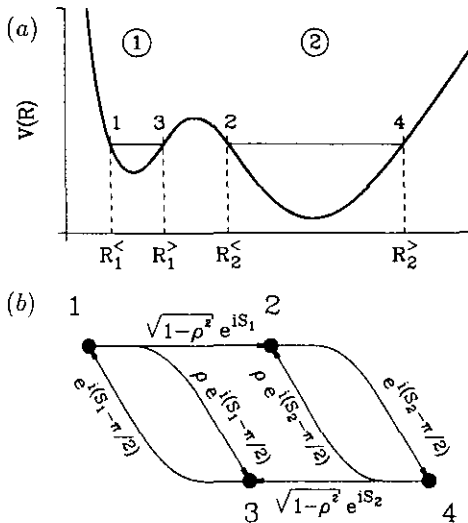 (a)
① ②
V(R)
1 3 2 4
R₁^< R₁^> R₂^< R₂^>
(b)
1 2
√(1-ρ²) e^{iS₁}
e^{i(S₁-π/2)} ρ e^{i(S₁-π/2)} ρ e^{i(S₂-π/2)} e^{i(S₂-π/2)}
3 4
√(1-ρ²) e^{iS₂}